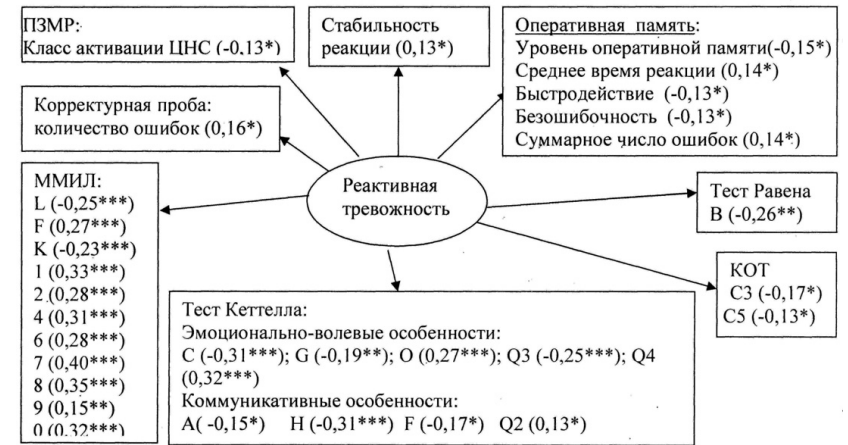 ПЗМР:
Класс активации ЦНС (-0,13*)
Стабильность
реакции (0,13*)
Оперативная память:
Уровень оперативной памяти(-0,15*)
Среднее время реакции (0,14*)
Быстродействие (-0,13*)
Безошибочность (-0,13*)
Суммарное число ошибок (0,14*)
Корректурная проба:
количество ошибок (0,16*)
Реактивная
тревожность
ММИЛ:
L (-0,25***)
F (0,27***)
K (-0,23***)
1 (0,33***)
2 (0,28***)
4 (0,31***)
6 (0,28***)
7 (0,40***)
8 (0,35***)
9 (0,15**)
0 (0,32***)
Тест Равена
B (-0,26**)
КОТ
С3 (-0,17*)
С5 (-0,13*)
Тест Кеттелла:
Эмоционально-волевые особенности:
C (-0,31***); G (-0,19**); O (0,27***); Q3 (-0,25***); Q4
(0,32***)
Коммуникативные особенности:
A( -0,15*) H (-0,31***) F (-0,17*) Q2 (0,13*)